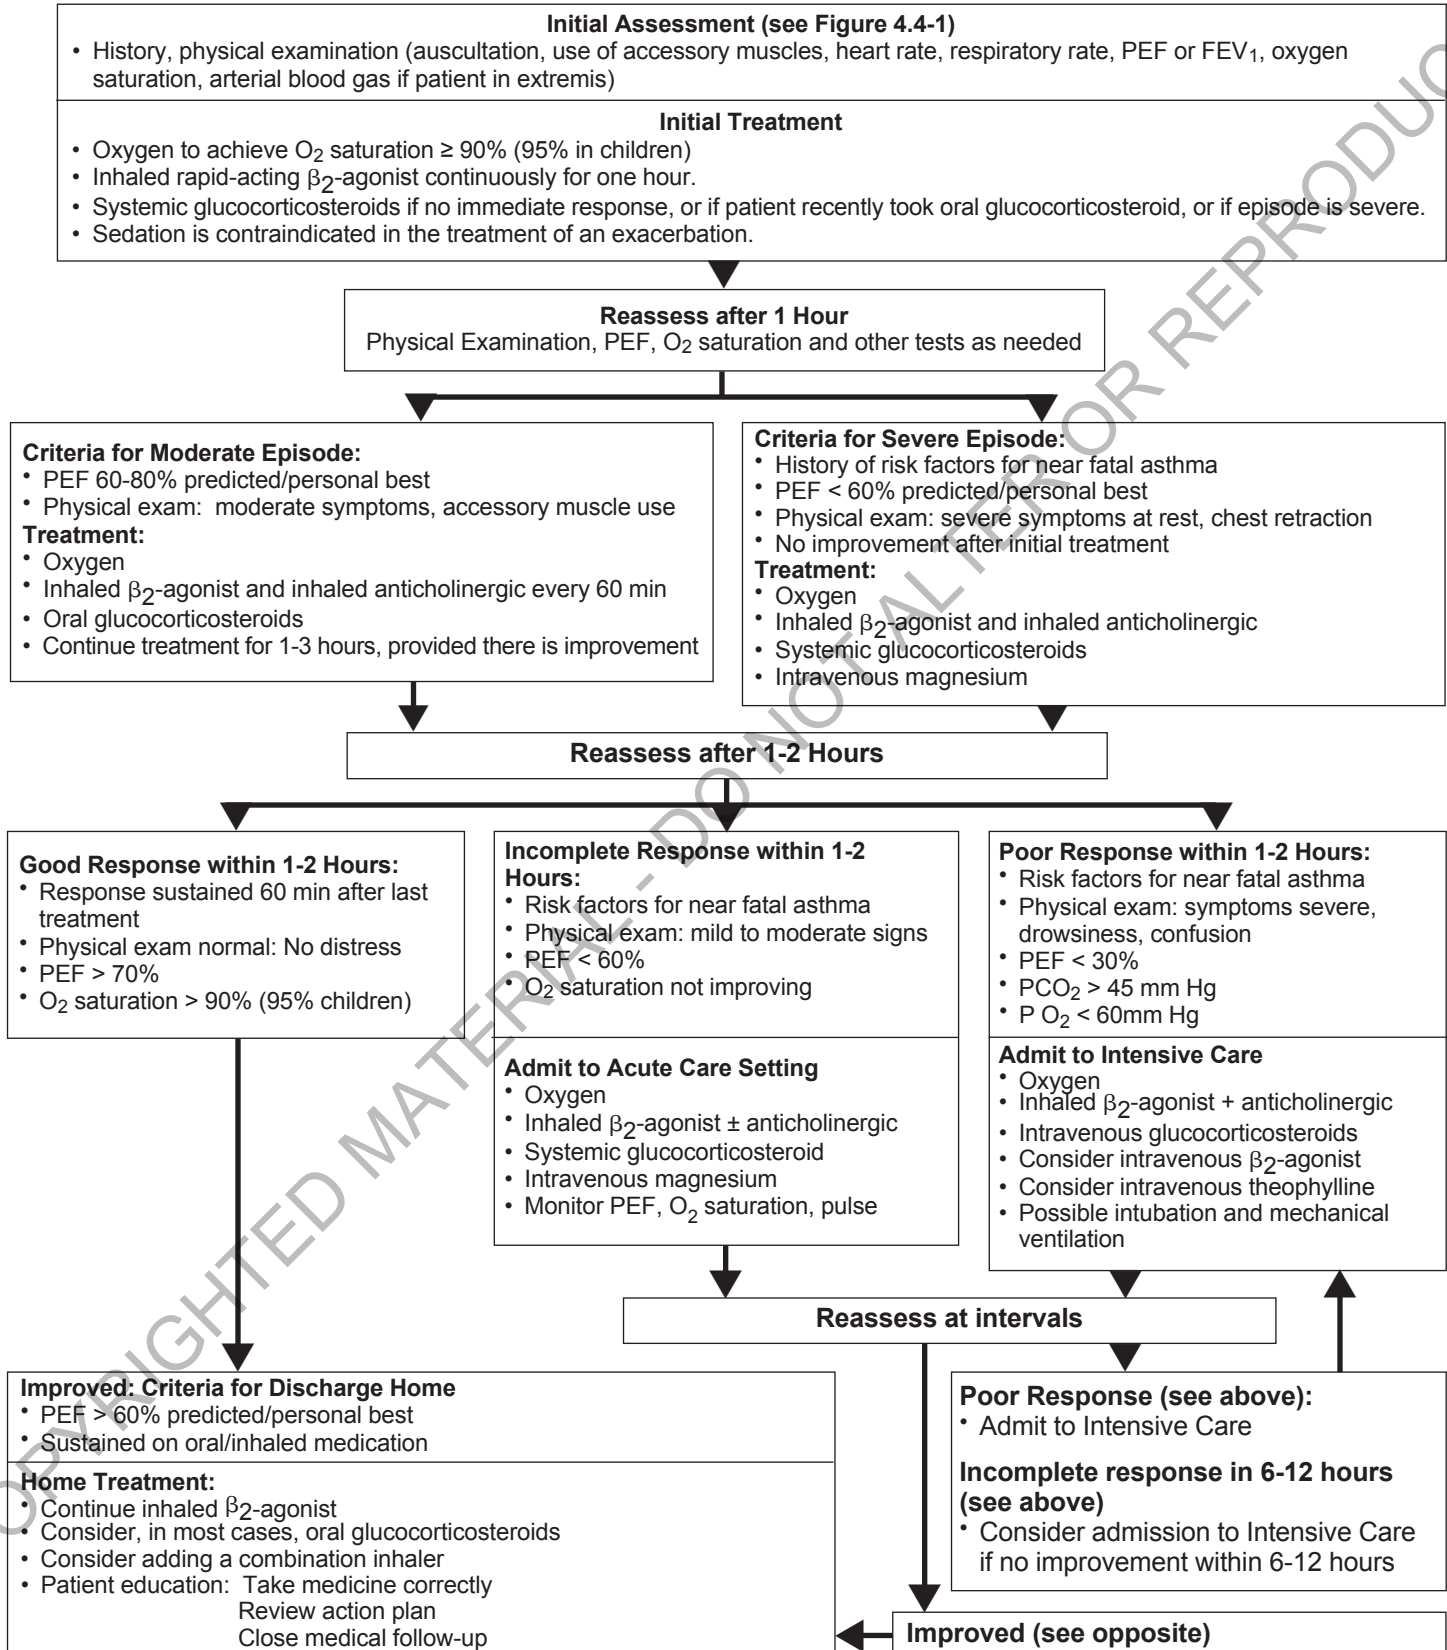 Initial Assessment (see Figure 4.4-1)
• History, physical examination (auscultation, use of accessory muscles, heart rate, respiratory rate, PEF or FEV1, oxygen
saturation, arterial blood gas if patient in extremis)
Initial Treatment
• Oxygen to achieve O2 saturation ≥ 90% (95% in children)
• Inhaled rapid-acting β2-agonist continuously for one hour.
• Systemic glucocorticosteroids if no immediate response, or if patient recently took oral glucocorticosteroid, or if episode is severe.
• Sedation is contraindicated in the treatment of an exacerbation.
Reassess after 1 Hour
Physical Examination, PEF, O2 saturation and other tests as needed
Criteria for Moderate Episode:
• PEF 60-80% predicted/personal best
• Physical exam: moderate symptoms, accessory muscle use
Treatment:
• Oxygen
• Inhaled β2-agonist and inhaled anticholinergic every 60 min
• Oral glucocorticosteroids
• Continue treatment for 1-3 hours, provided there is improvement
Criteria for Severe Episode:
• History of risk factors for near fatal asthma
• PEF < 60% predicted/personal best
• Physical exam: severe symptoms at rest, chest retraction
• No improvement after initial treatment
Treatment:
• Oxygen
• Inhaled β2-agonist and inhaled anticholinergic
• Systemic glucocorticosteroids
• Intravenous magnesium
Reassess after 1-2 Hours
Good Response within 1-2 Hours:
• Response sustained 60 min after last
treatment
• Physical exam normal: No distress
• PEF > 70%
• O2 saturation > 90% (95% children)
Incomplete Response within 1-2
Hours:
• Risk factors for near fatal asthma
• Physical exam: mild to moderate signs
• PEF < 60%
• O2 saturation not improving
Admit to Acute Care Setting
• Oxygen
• Inhaled β2-agonist ± anticholinergic
• Systemic glucocorticosteroid
• Intravenous magnesium
• Monitor PEF, O2 saturation, pulse
Poor Response within 1-2 Hours:
• Risk factors for near fatal asthma
• Physical exam: symptoms severe,
drowsiness, confusion
• PEF < 30%
• PCO2 > 45 mm Hg
• P O2 < 60mm Hg
Admit to Intensive Care
• Oxygen
• Inhaled β2-agonist + anticholinergic
• Intravenous glucocorticosteroids
• Consider intravenous β2-agonist
• Consider intravenous theophylline
• Possible intubation and mechanical
ventilation
Reassess at intervals
Improved: Criteria for Discharge Home
• PEF > 60% predicted/personal best
• Sustained on oral/inhaled medication
Home Treatment:
• Continue inhaled β2-agonist
• Consider, in most cases, oral glucocorticosteroids
• Consider adding a combination inhaler
• Patient education: Take medicine correctly
Review action plan
Close medical follow-up
Poor Response (see above):
• Admit to Intensive Care
Incomplete response in 6-12 hours
(see above)
• Consider admission to Intensive Care
if no improvement within 6-12 hours
Improved (see opposite)
OPYRIGHTED MATERIAL - DO NOT ALTER OR REPRODUC